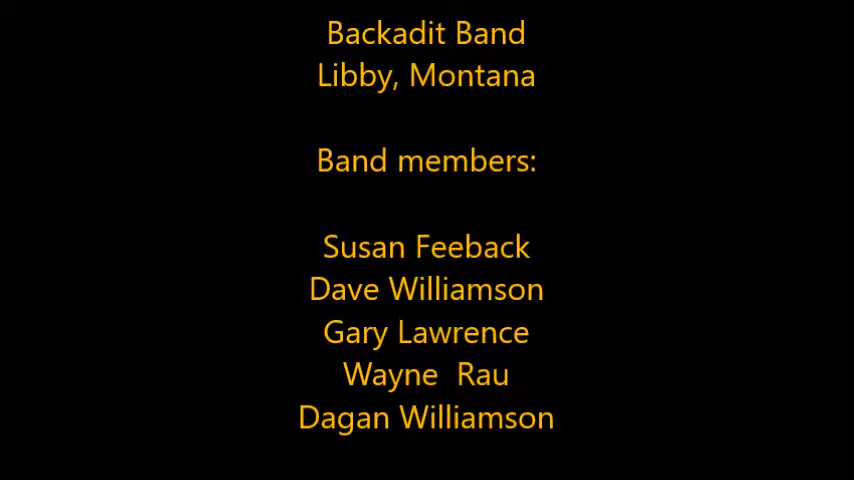 Backadit Band
Libby, Montana
Band members:
Susan Feeback
Dave Williamson
Gary Lawrence
Wayne  Rau
Dagan Williamson